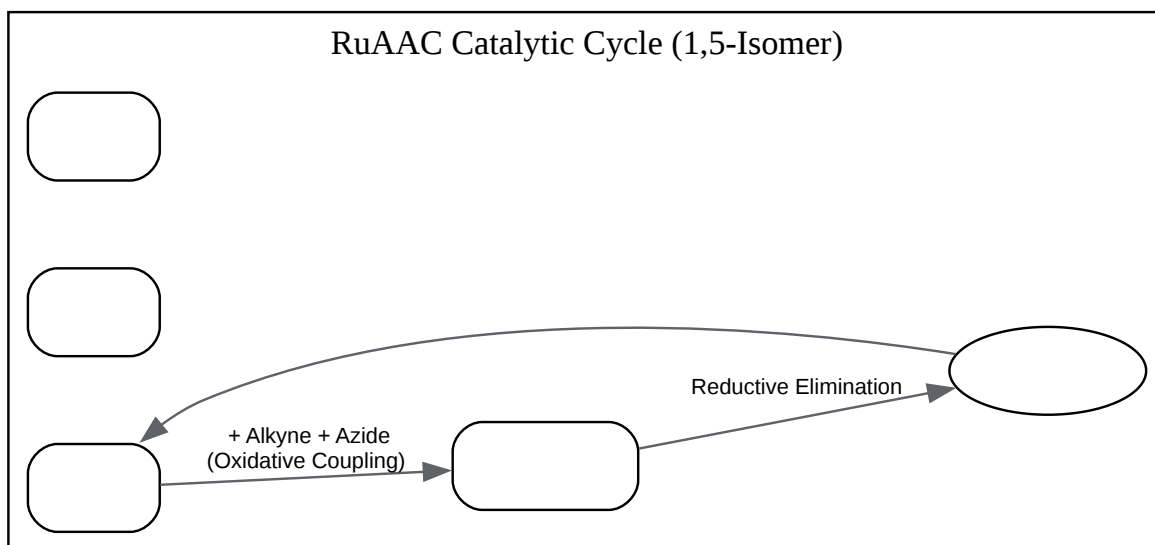 RuAAC Catalytic Cycle (1,5-Isomer)
Reductive Elimination
+ Alkyne + Azide
(Oxidative Coupling)